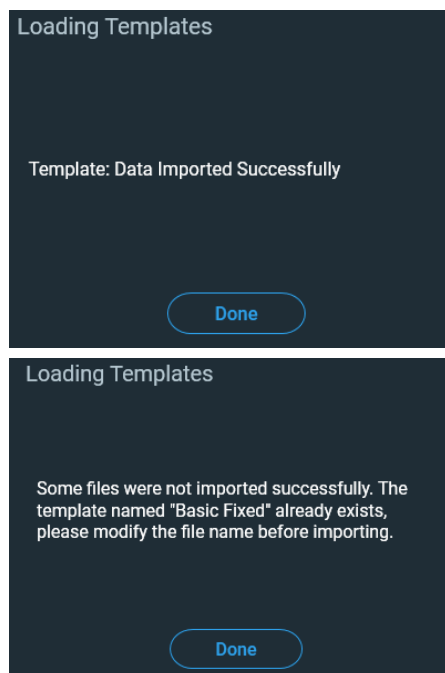 Loading Templates
Template: Data Imported Successfully
Done
Loading Templates
Some files were not imported successfully. The
template named "Basic Fixed" already exists,
please modify the file name before importing.
Done